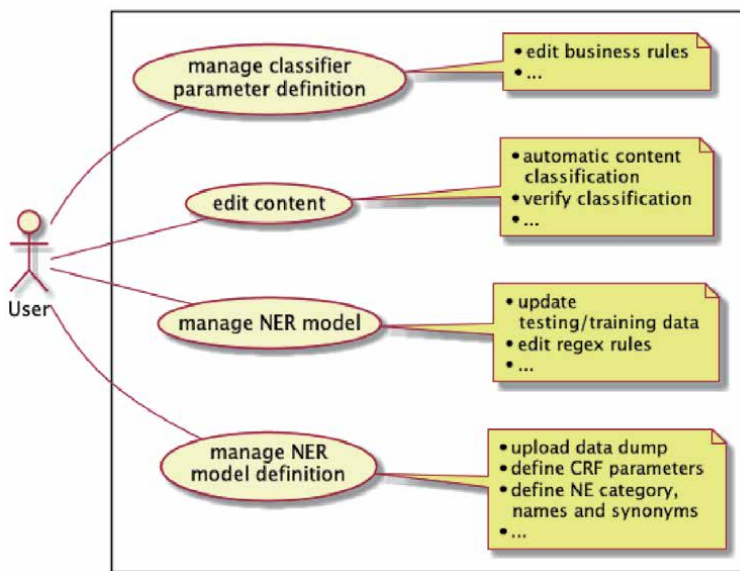 manage classifier
parameter definition
• edit business rules
• ...
edit content
• automatic content
classification
• verify classification
• ...
User
manage NER model
• update
testing/training data
• edit regex rules
• ...
manage NER
model definition
• upload data dump
• define CRF parameters
• define NE category,
names and synonyms
• ...